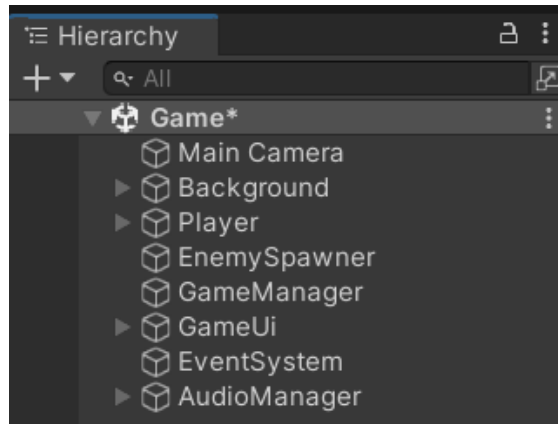 Hierarchy
All
Game*
Main Camera
Background
Player
EnemySpawner
GameManager
GameUi
EventSystem
AudioManager